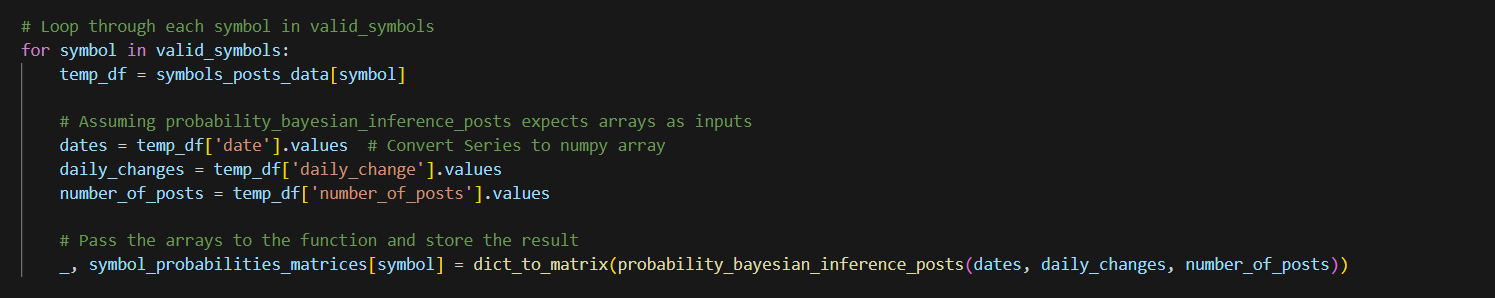 # Loop through each symbol in valid_symbols
for symbol in valid_symbols:
    temp_df = symbols_posts_data[symbol]

    # Assuming probability_bayesian_inference_posts expects arrays as inputs
    dates = temp_df['date'].values  # Convert Series to numpy array
    daily_changes = temp_df['daily_change'].values
    number_of_posts = temp_df['number_of_posts'].values

    # Pass the arrays to the function and store the result
    _, symbol_probabilities_matrices[symbol] = dict_to_matrix(probability_bayesian_inference_posts(dates, daily_changes, number_of_posts))